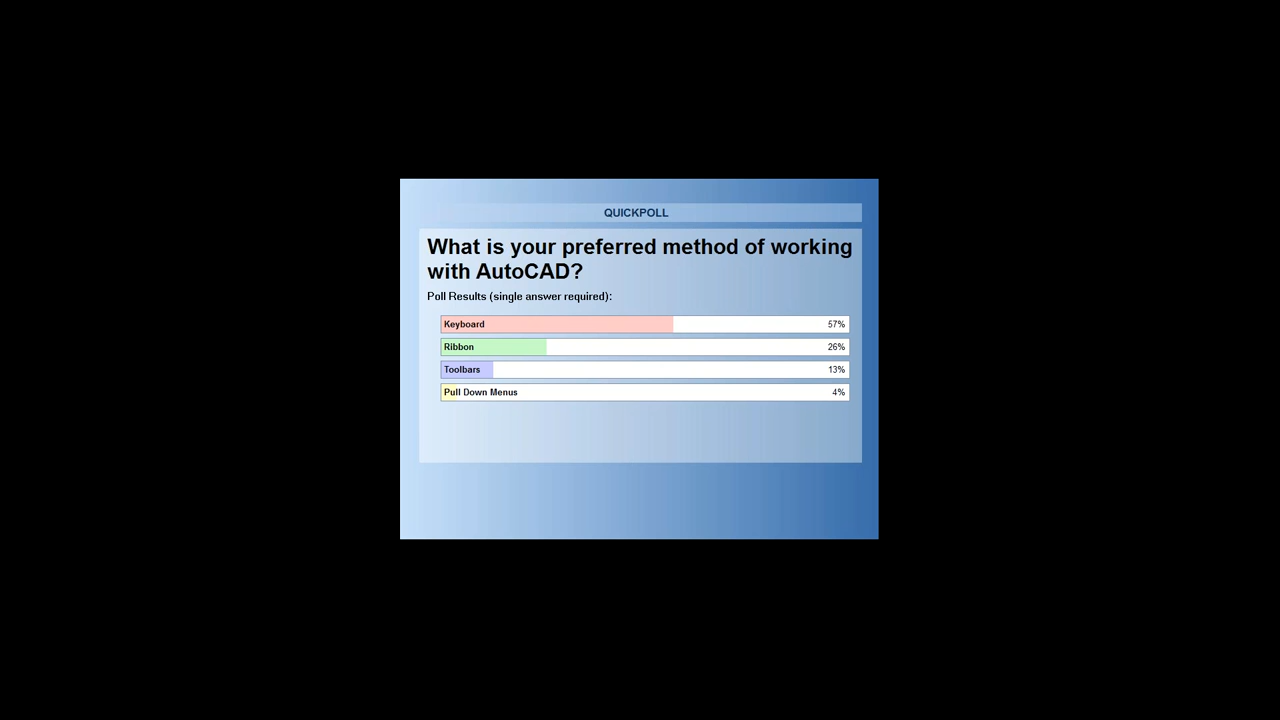 QUICKPOLL
What is your preferred method of working
with AutoCAD?
Poll Results (single answer required):
Keyboard 57%
Ribbon 26%
Toolbars 13%
Pull Down Menus 4%